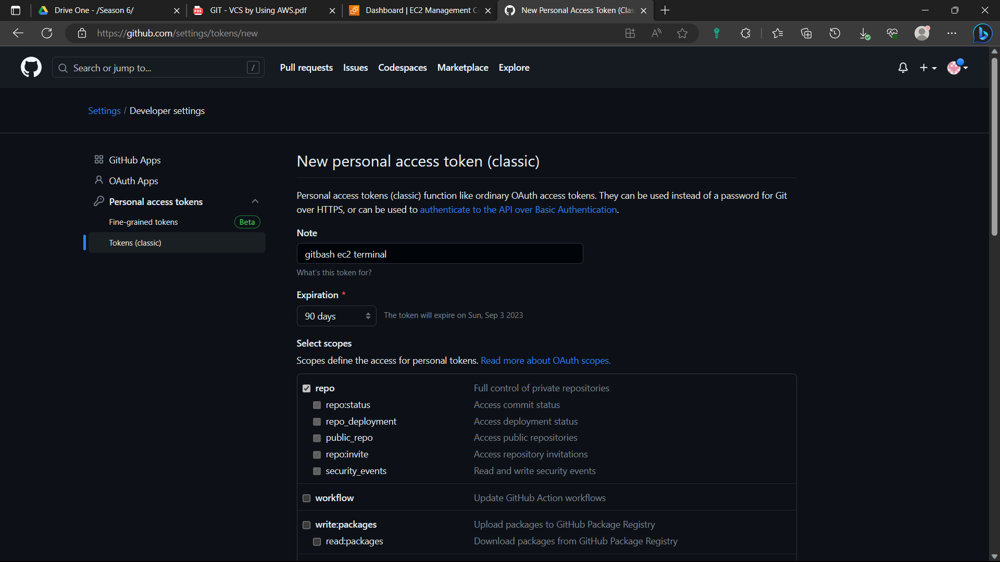 Drive One - /Season 6/
GIT - VCS by Using AWS.pdf
Dashboard | EC2 Management C
New Personal Access Token (Clas
https://github.com/settings/tokens/new
Search or jump to...
/
Pull requests
Issues
Codespaces
Marketplace
Explore
Settings / Developer settings
GitHub Apps
OAuth Apps
Personal access tokens
Fine-grained tokens
Beta
Tokens (classic)
New personal access token (classic)
Personal access tokens (classic) function like ordinary OAuth access tokens. They can be used instead of a password for Git
over HTTPS, or can be used to authenticate to the API over Basic Authentication.
Note
gitbash ec2 terminal
What's this token for?
Expiration *
90 days
The token will expire on Sun, Sep 3 2023
Select scopes
Scopes define the access for personal tokens. Read more about OAuth scopes.
repo Full control of private repositories
repo:status Access commit status
repo_deployment Access deployment status
public_repo Access public repositories
repo:invite Access repository invitations
security_events Read and write security events
workflow Update GitHub Action workflows
write:packages Upload packages to GitHub Package Registry
read:packages Download packages from GitHub Package Registry